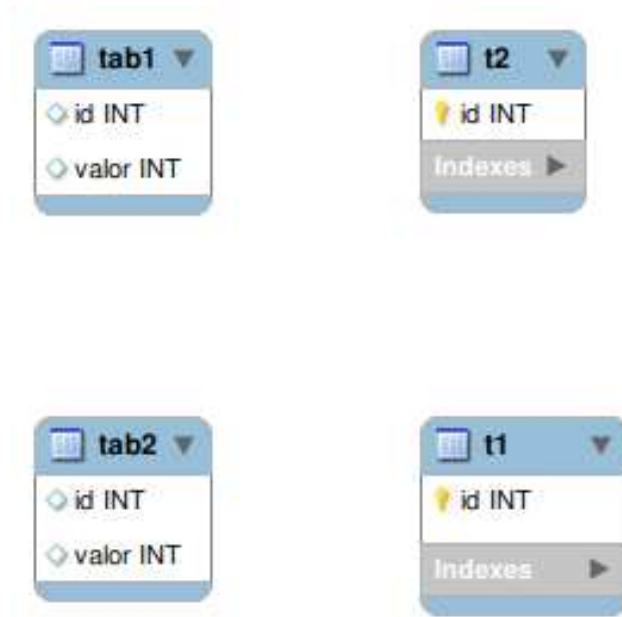 tab1
id INT
valor INT
t2
id INT
Indexes
tab2
id INT
valor INT
t1
id INT
Indexes